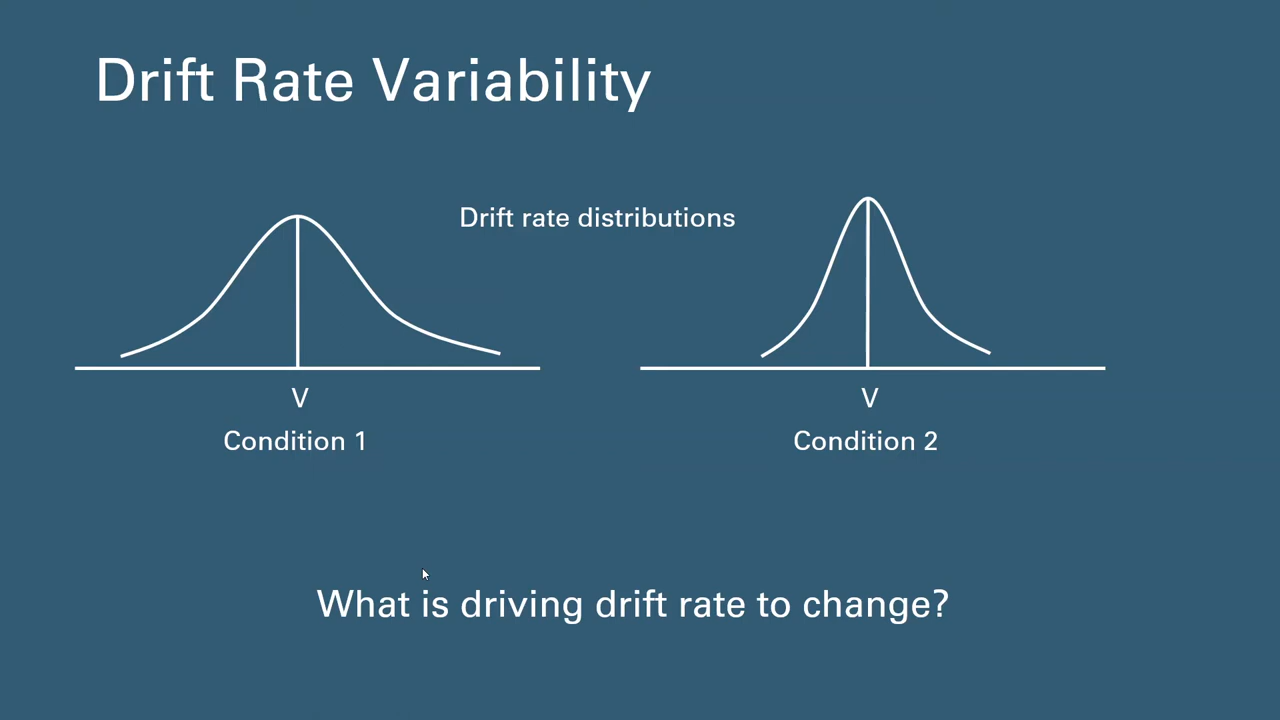 Drift Rate Variability
Drift rate distributions
V
V
Condition 1
Condition 2
What is driving drift rate to change?